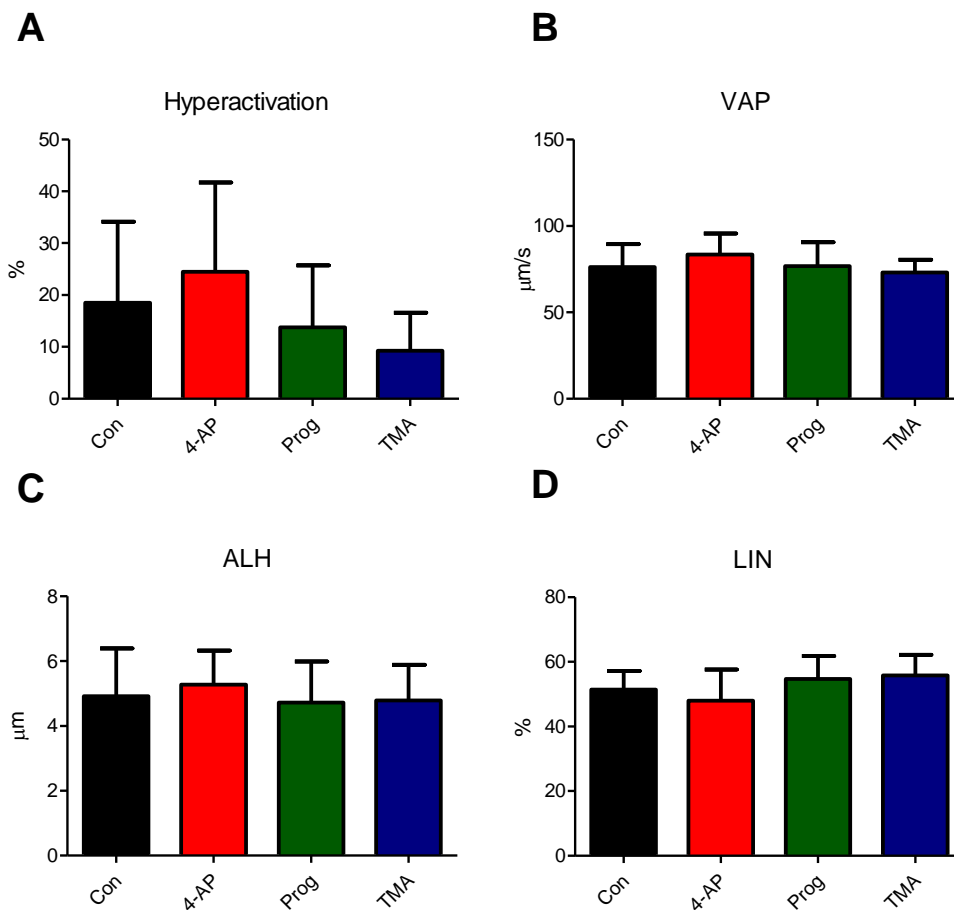 A
Hyperactivation
50
40
30
20
10
0
%
Con
4-AP
Prog
TMA
B
VAP
150
100
50
0
μm/s
Con
4-AP
Prog
TMA
C
ALH
8
6
4
2
0
μm
Con
4-AP
Prog
TMA
D
LIN
80
60
40
20
0
%
Con
4-AP
Prog
TMA